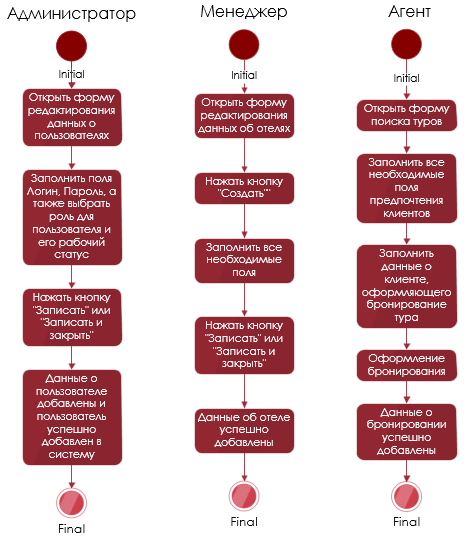 Администратор
Initial
Открыть форму
редактирования
данных о
пользователях
Заполнить поля
Логин, Пароль, а
также выбрать
роль для
пользователя и
его рабочий
статус
Нажать кнопку
"Записать" или
"Записать и
закрыть"
Данные о
пользователе
добавлены и
пользователь
успешно
добавлен в
систему
Final
Менеджер
Initial
Открыть форму
редактирования
данных об отелях
Нажать кнопку
"Создать""
Заполнить все
необходимые
поля
Нажать кнопку
"Записать" или
"Записать и
закрыть"
Данные об отеле
успешно
добавлены
Final
Агент
Initial
Открыть форму
поиска туров
Заполнить все
необходимые
поля
предпочтения
клиентов
Заполнить
данные о
клиенте,
оформляющего
бронирование
тура
Оформление
бронирования
Данные о
бронировании
успешно
добавлены
Final